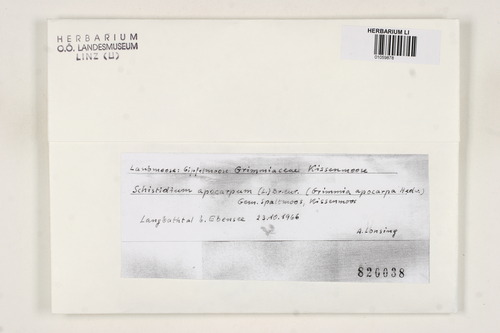 HERBARIUM
O.Ö. LANDESMUSEUM
LINZ (LI)
HERBARIUM LI
Laubmoose: Gipfelmoose Grimmiaceae Kissenmoose
Schistidium apocarpum (L.) (Grimmia apocarpa Hedw.)
Gem. Spaltmoos, Kissenmoos
Langbathtal b. Ebensee 23.10.1966
A. Lonsing
826038